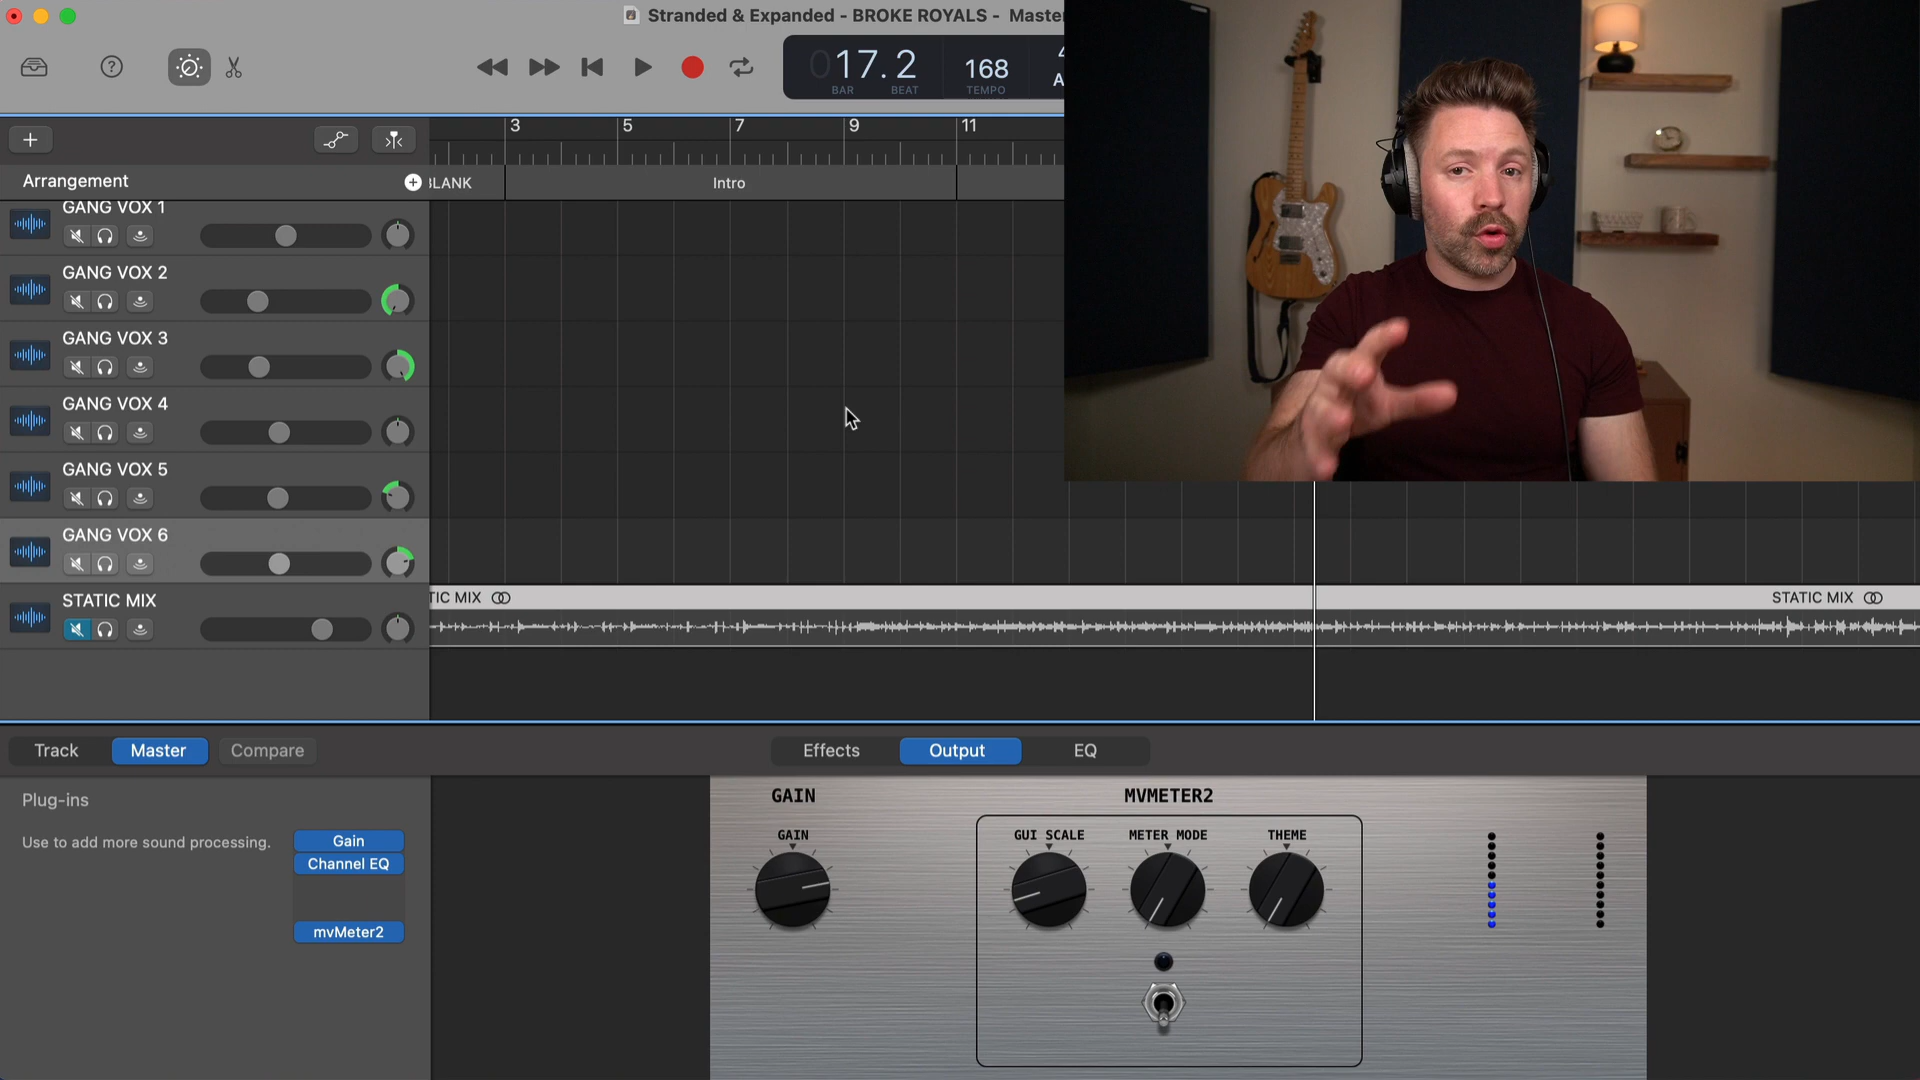 Stranded & Expanded - BROKE ROYALS - Master
017.2
BAR
BEAT
168
TEMPO
3
5
7
9
11
Arrangement
BLANK
Intro
GANG VOX 1
GANG VOX 2
GANG VOX 3
GANG VOX 4
GANG VOX 5
GANG VOX 6
STATIC MIX
TIC MIX
STATIC MIX
Track
Master
Compare
Effects
Output
EQ
Plug-ins
Use to add more sound processing.
Gain
Channel EQ
mvMeter2
GAIN
GAIN
MVMETER2
GUI SCALE
METER MODE
THEME